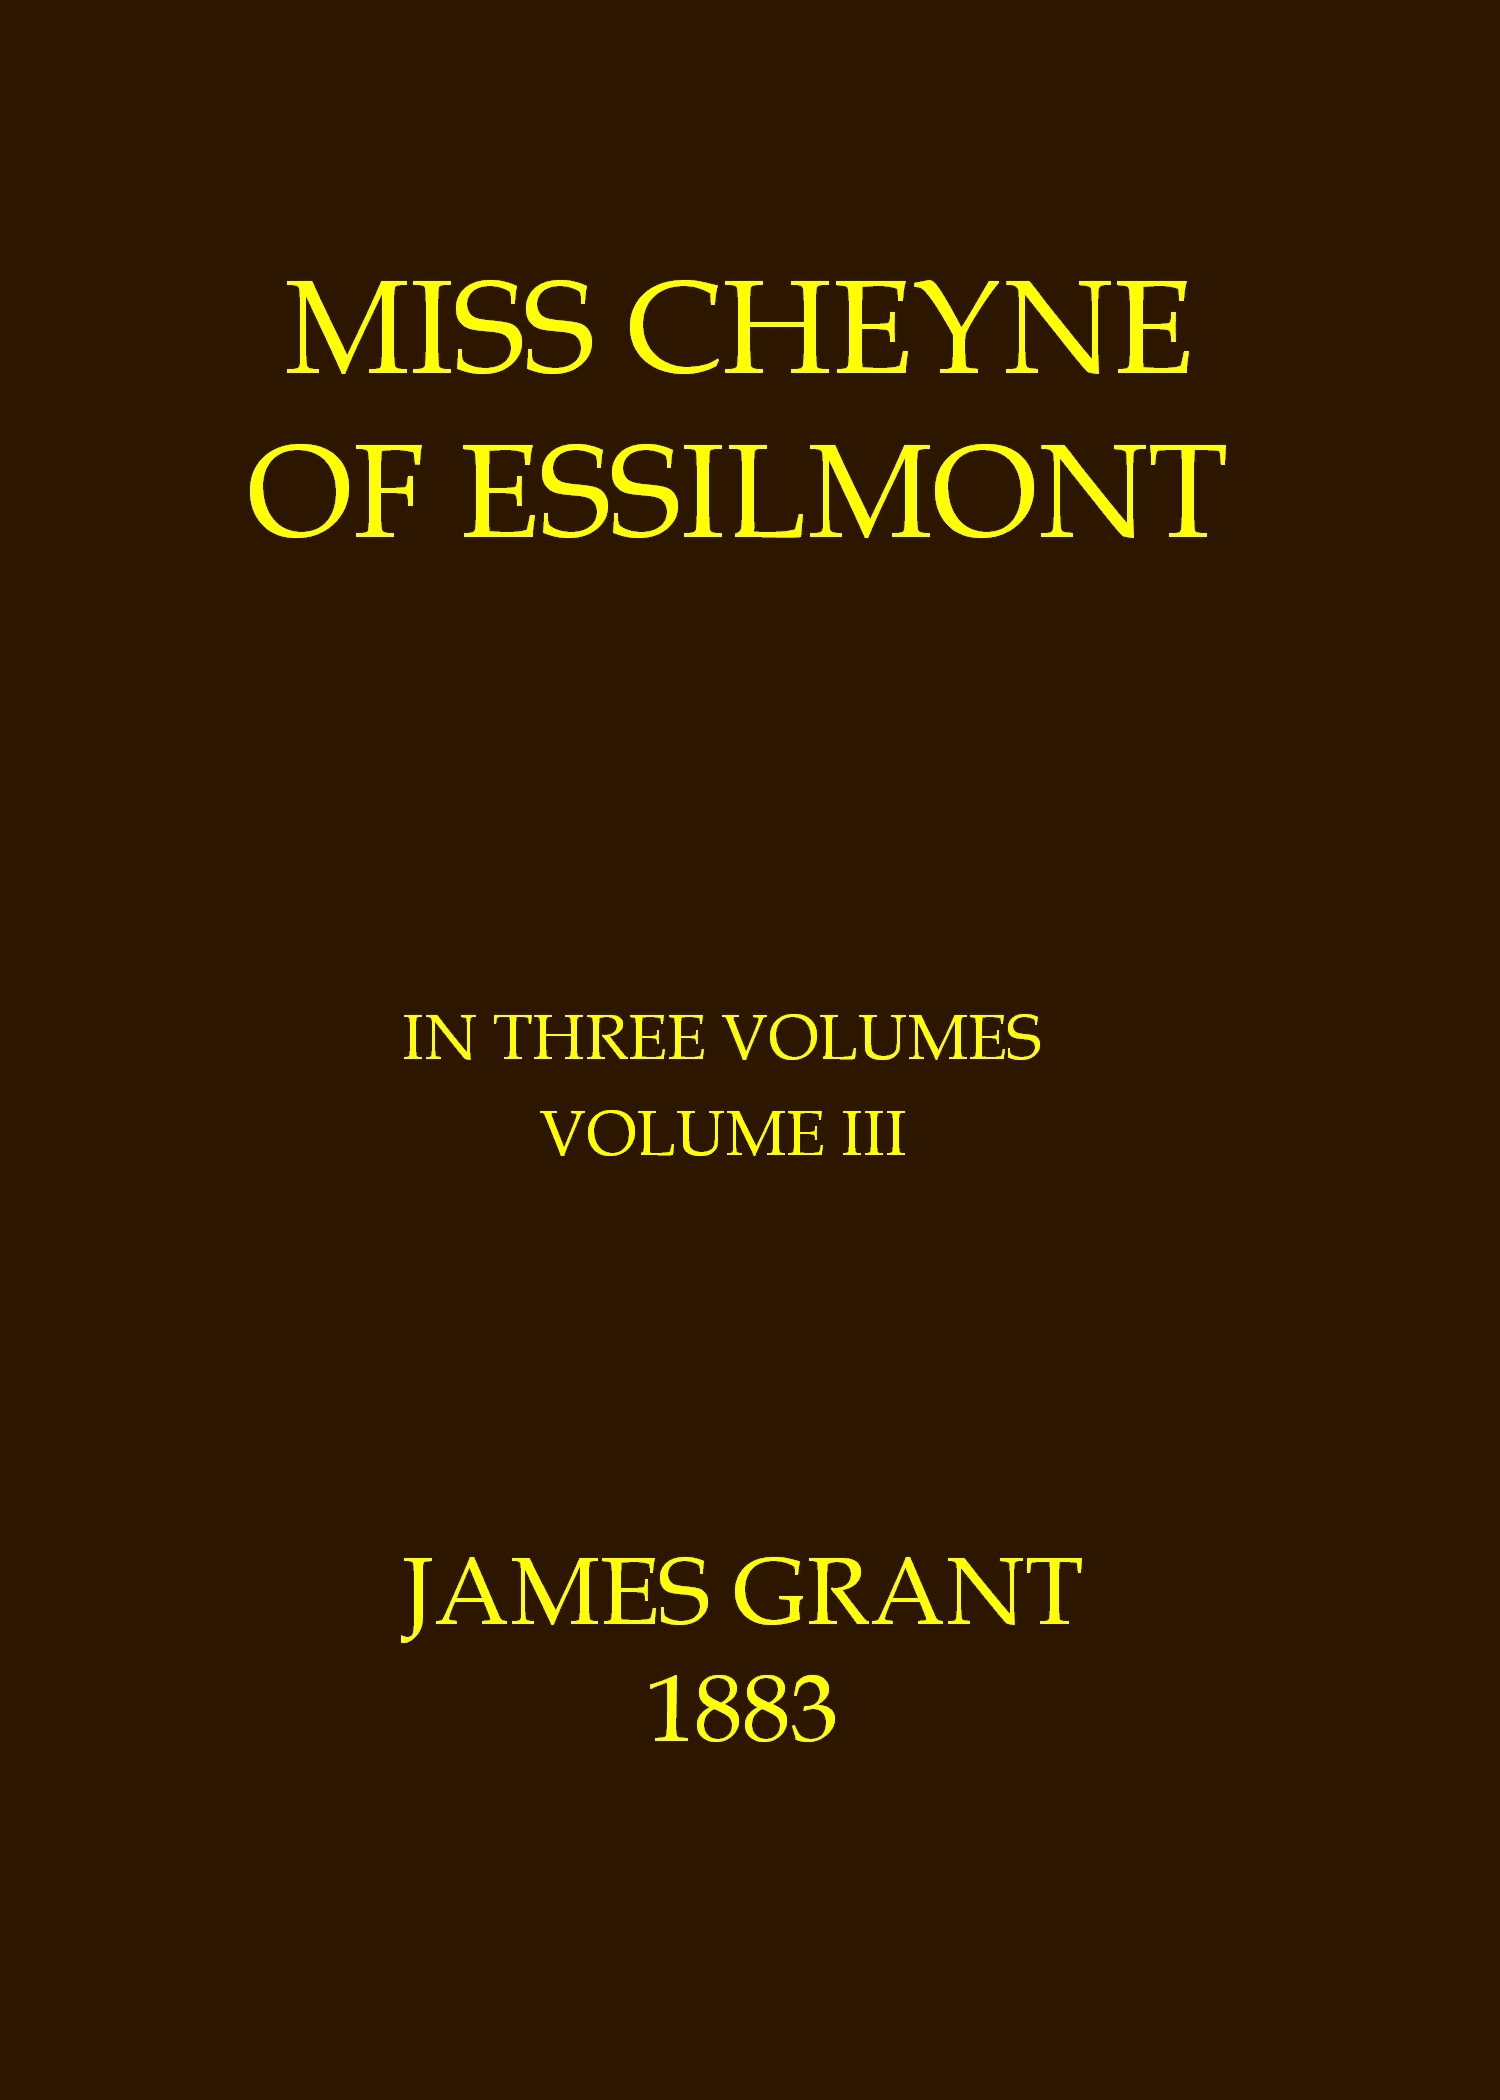 MISS CHEYNE
OF ESSILMONT
IN THREE VOLUMES
VOLUME III
JAMES GRANT
1883